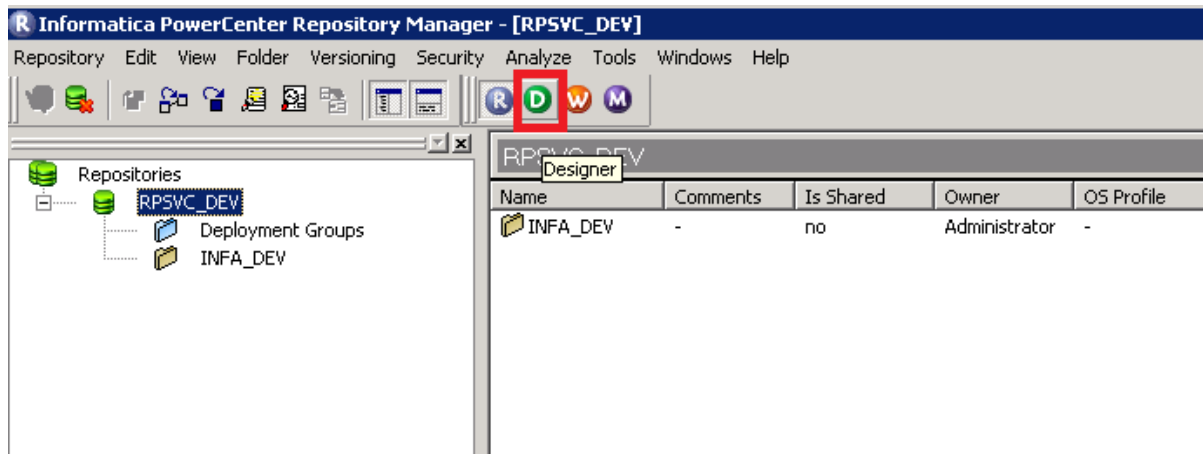 R Informatica PowerCenter Repository Manager - [RPSVC_DEV]
Repository Edit View Folder Versioning Security Analyze Tools Windows Help
R D W M
RPSVC_DEV
Designer
Repositories
RPSVC_DEV
Deployment Groups
INFA_DEV
Name Comments Is Shared Owner OS Profile
INFA_DEV - no Administrator -